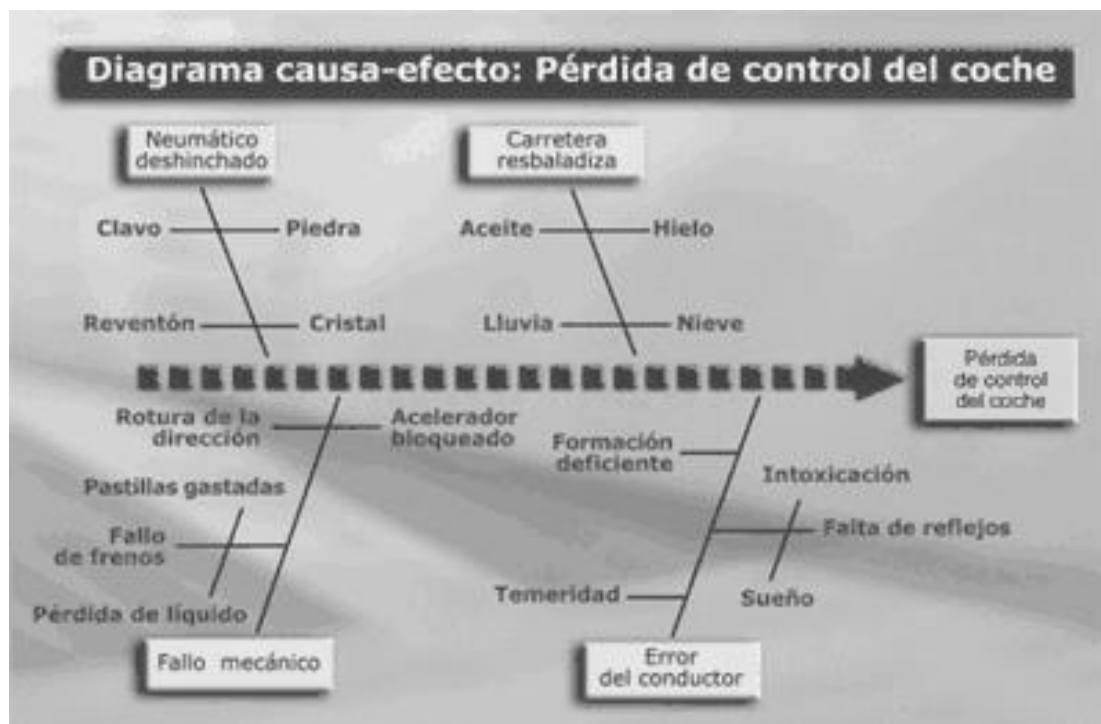 Diagrama causa-efecto: Pérdida de control del coche
Neumático
deshinchado
Carretera
resbaladiza
Clavo
Piedra
Aceite
Hielo
Reventón
Cristal
Lluvia
Nieve
Pérdida
de control
del coche
Rotura de la
dirección
Acelerador
bloqueado
Formación
deficiente
Intoxicación
Pastillas gastadas
Fallo
de frenos
Falta de reflejos
Temeridad
Sueño
Pérdida de líquido
Fallo mecánico
Error
del conductor